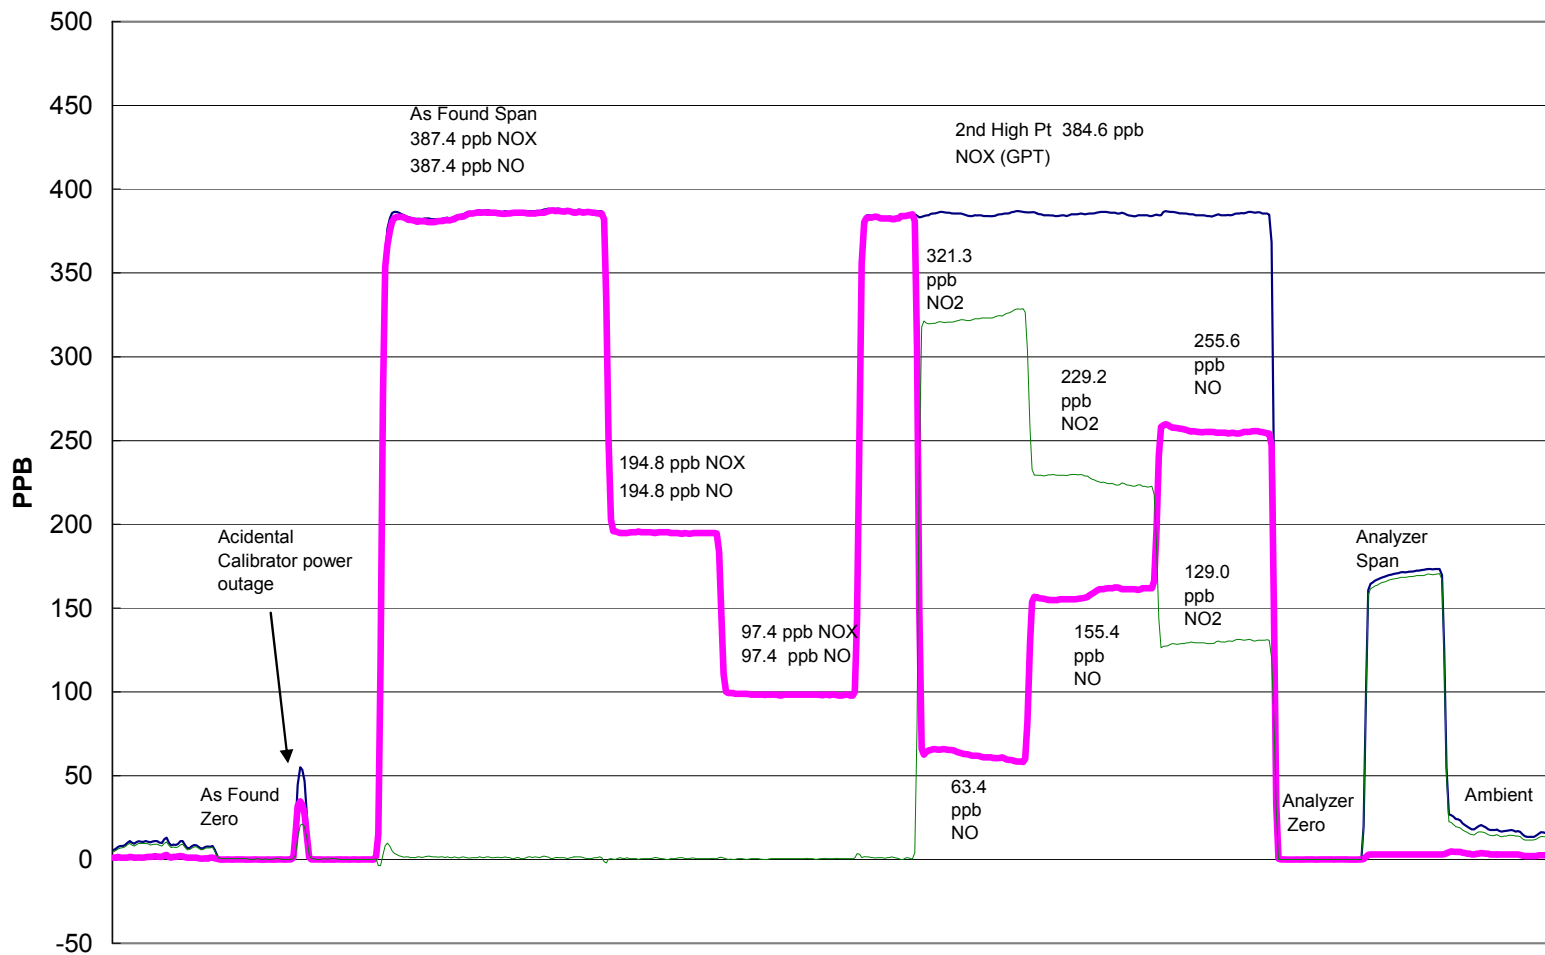 500
450
400
350
300
250
200
150
100
50
0
-50
PPB
As Found Span
387.4 ppb NOX
387.4 ppb NO
2nd High Pt  384.6 ppb
NOX (GPT)
321.3
ppb
NO2
229.2
ppb
NO2
255.6
ppb
NO
194.8 ppb NOX
194.8 ppb NO
Acidental
Calibrator power
outage
Analyzer
Span
129.0
ppb
NO2
97.4 ppb NOX
97.4  ppb NO
155.4
ppb
NO
As Found
Zero
63.4
ppb
NO
Analyzer
Zero
Ambient